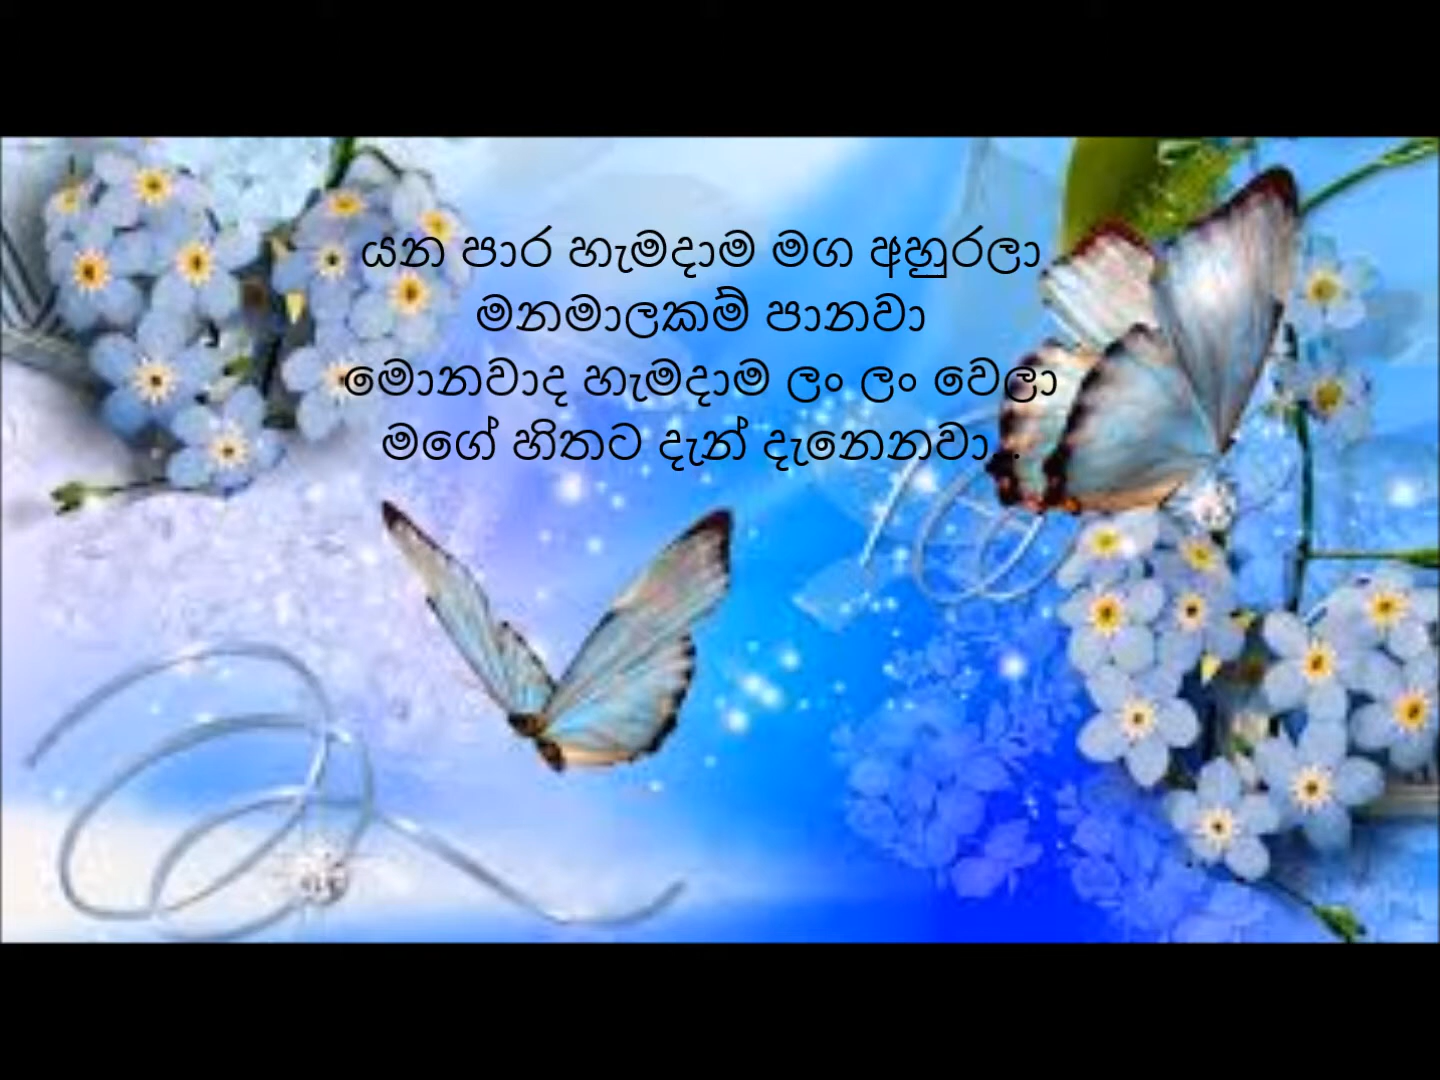 යන පාර හැමදාම මග අහුරලා
මනමාලකම් පානවා
මොනවාද හැමදාම ලං ලං වෙලා
මගේ හිතට දැන් දැනෙනවා...